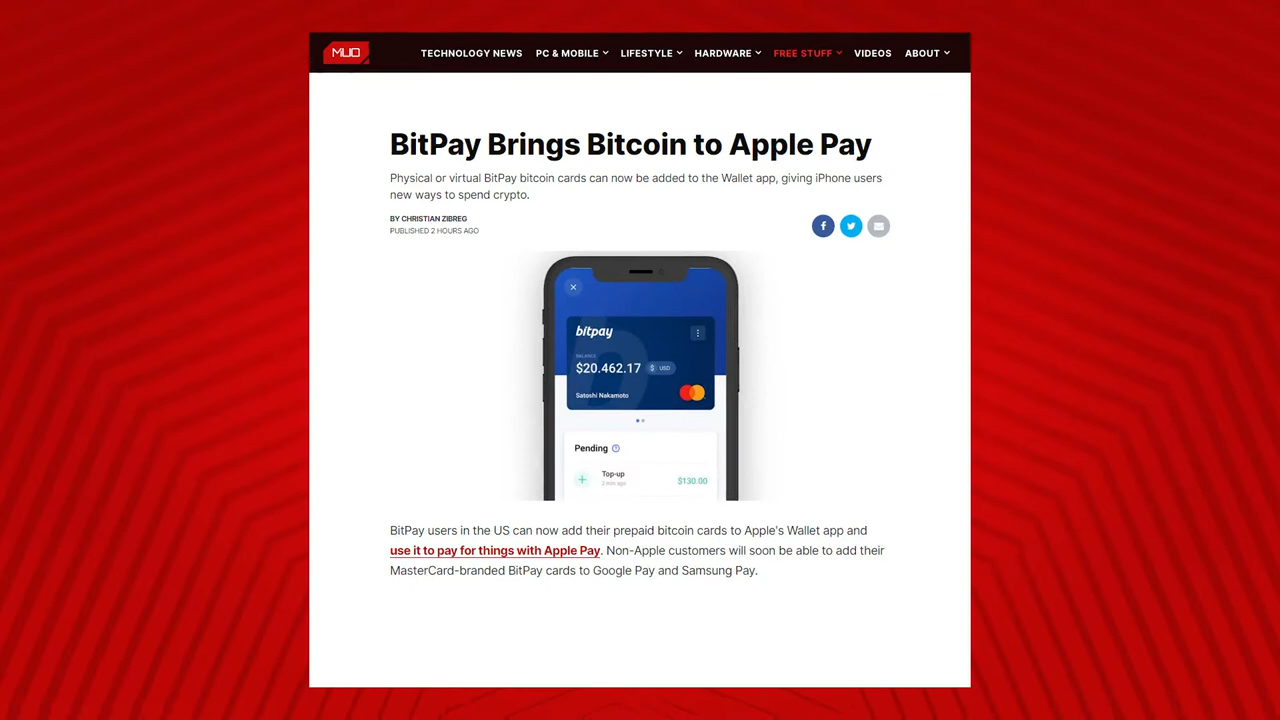 MUO
TECHNOLOGY NEWS PC & MOBILE LIFESTYLE HARDWARE FREE STUFF VIDEOS ABOUT
BitPay Brings Bitcoin to Apple Pay
Physical or virtual BitPay bitcoin cards can now be added to the Wallet app, giving iPhone users
new ways to spend crypto.
BY CHRISTIAN ZIBREG
PUBLISHED 2 HOURS AGO
bitpay
BALANCE
$20.462.17 $ USD
Satoshi Nakamoto
Pending
Top-up
2 min ago
$130.00
BitPay users in the US can now add their prepaid bitcoin cards to Apple's Wallet app and
use it to pay for things with Apple Pay. Non-Apple customers will soon be able to add their
MasterCard-branded BitPay cards to Google Pay and Samsung Pay.